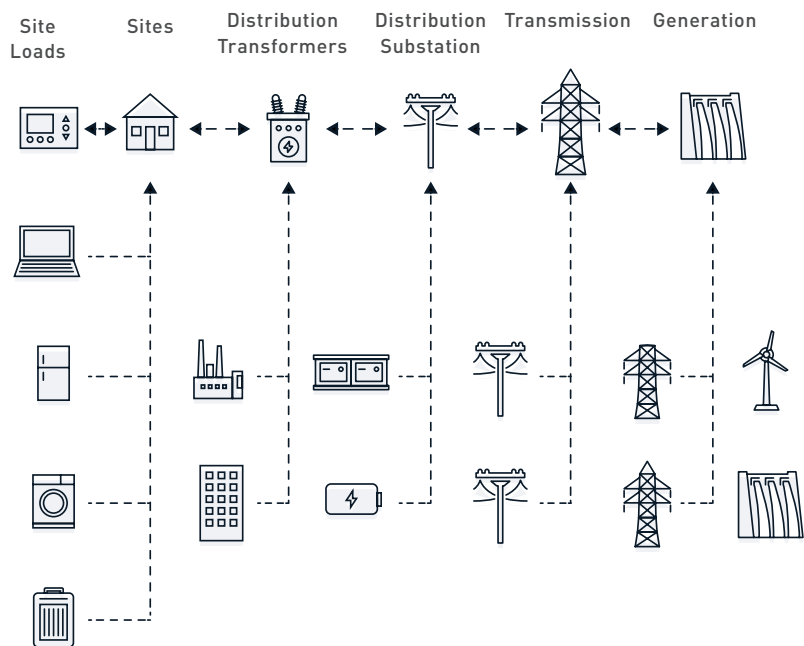 Site
Loads
Sites
Distribution
Transformers
Distribution
Substation
Transmission
Generation